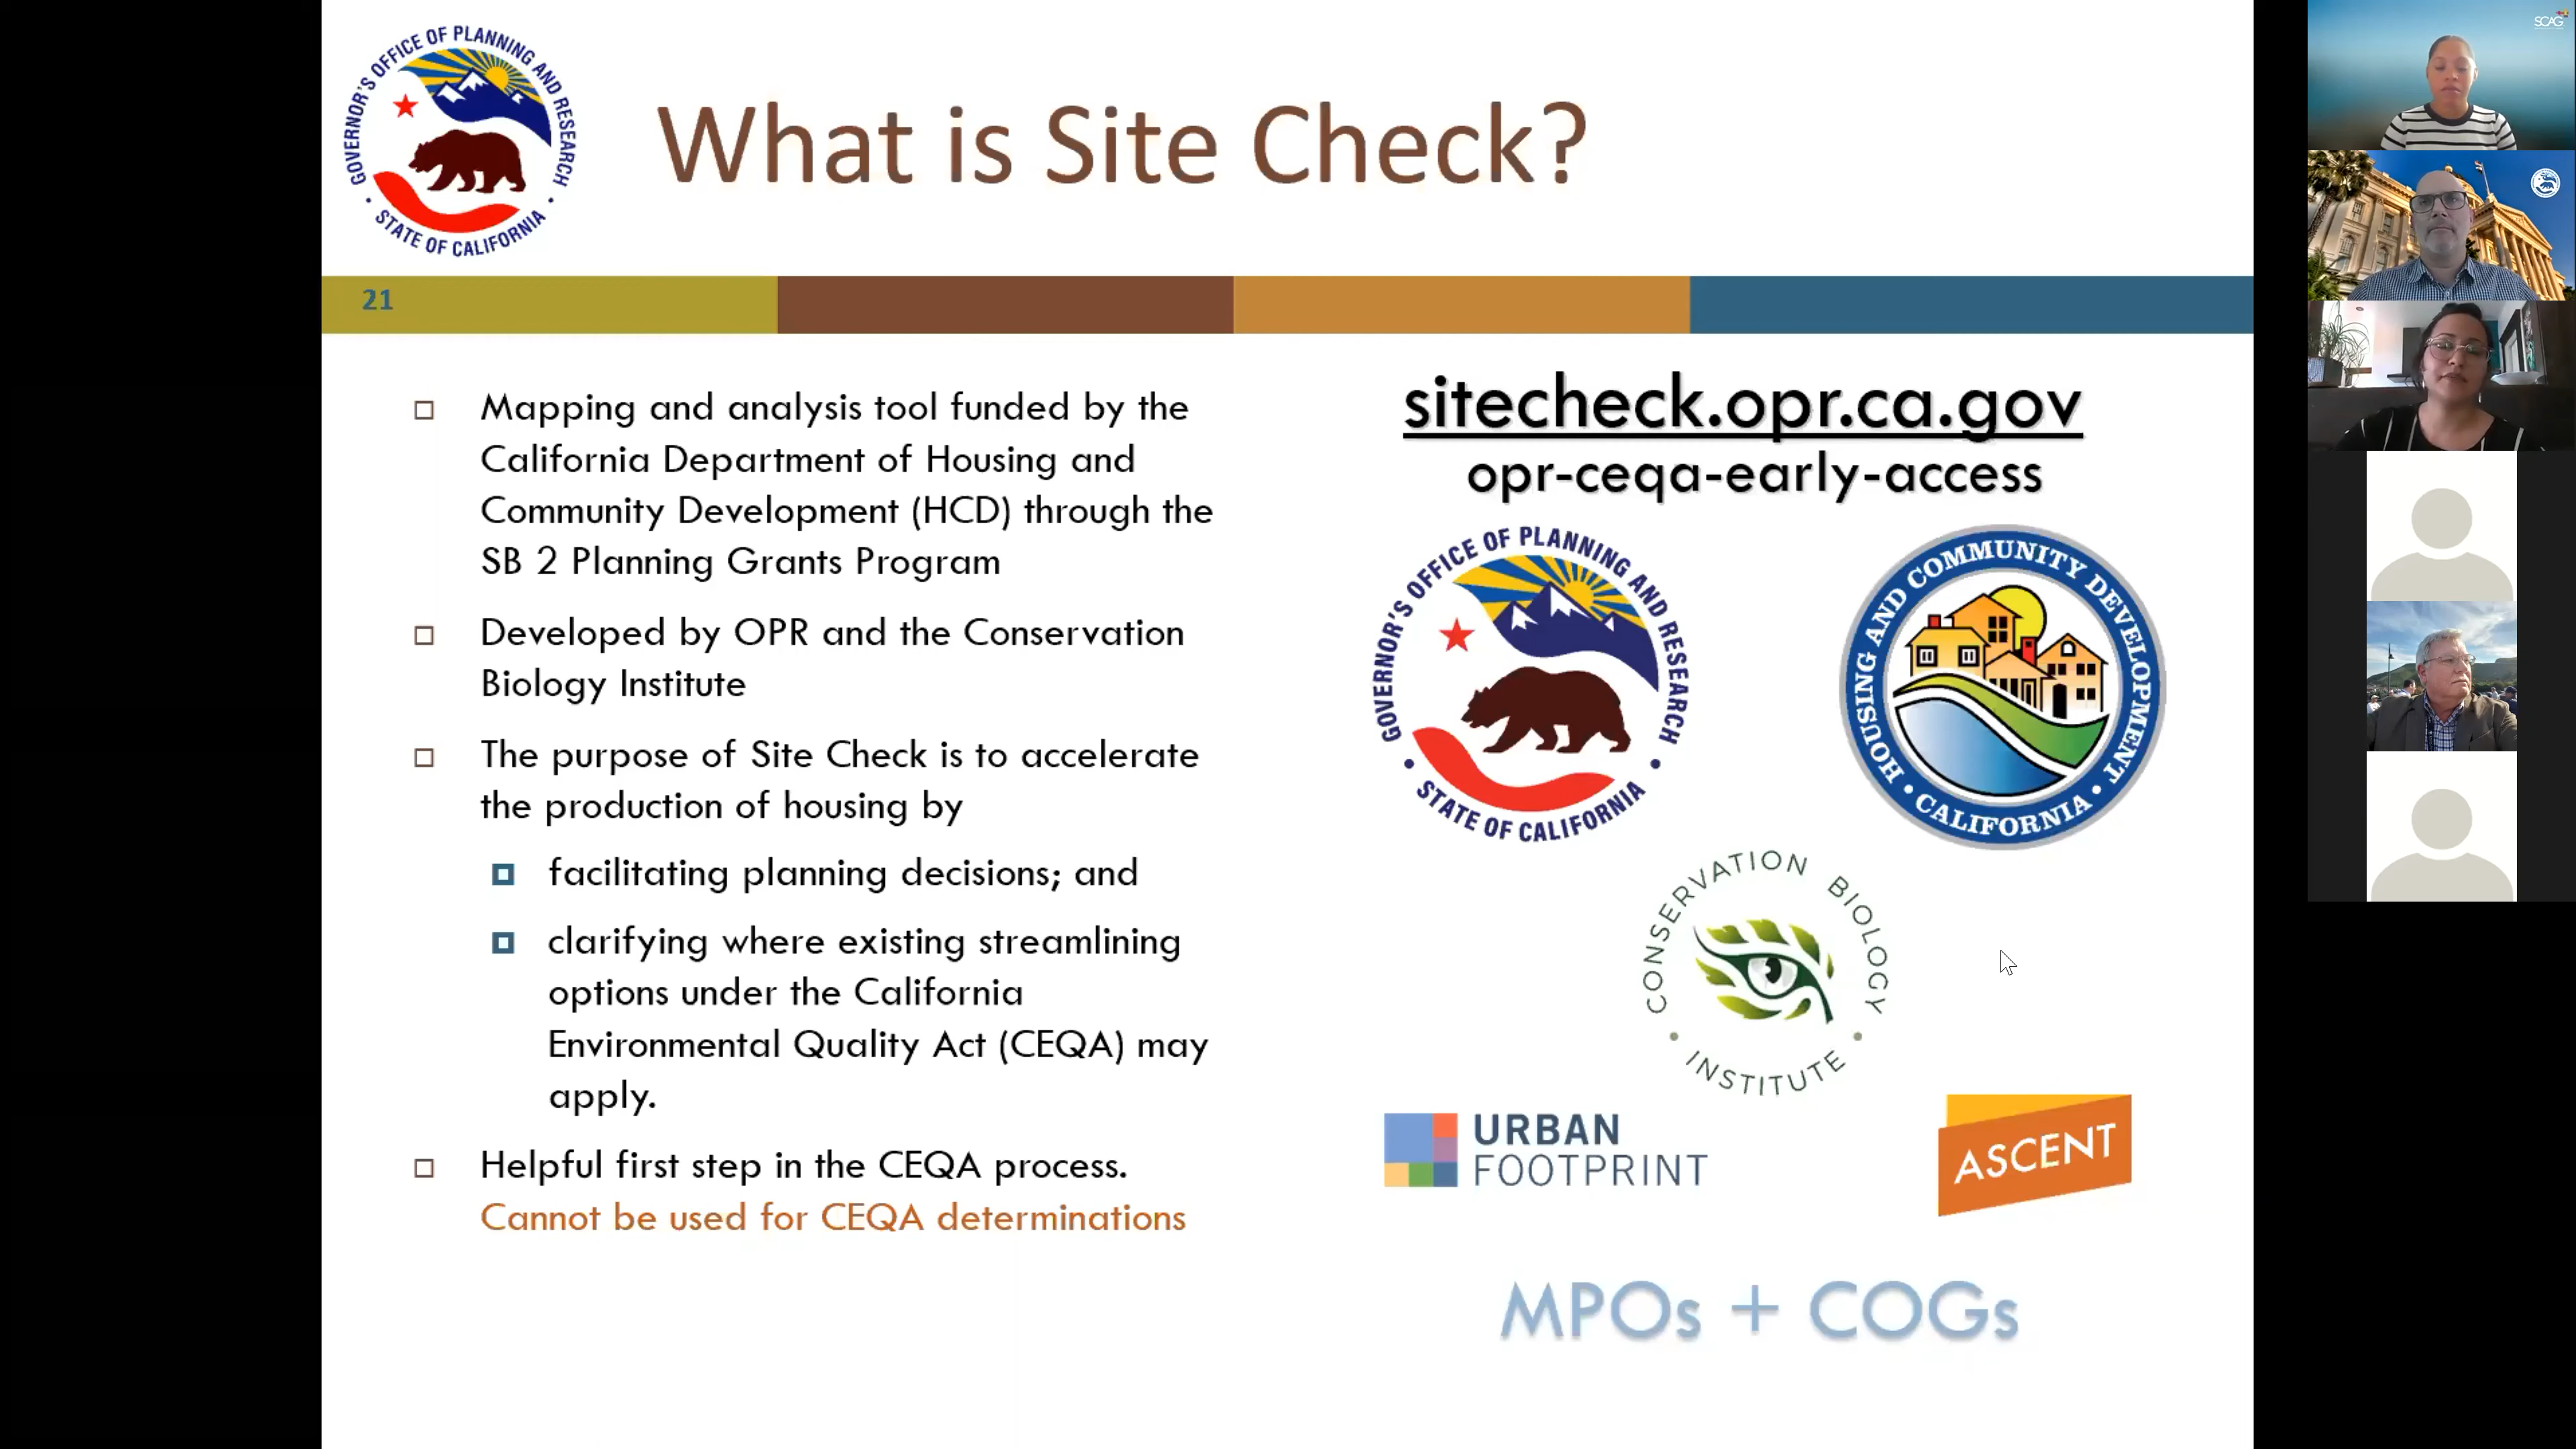 GOVERNOR'S OFFICE OF PLANNING AND RESEARCH
• STATE OF CALIFORNIA •
What is Site Check?
21
Mapping and analysis tool funded by the
California Department of Housing and
Community Development (HCD) through the
SB 2 Planning Grants Program
Developed by OPR and the Conservation
Biology Institute
The purpose of Site Check is to accelerate
the production of housing by
facilitating planning decisions; and
clarifying where existing streamlining
options under the California
Environmental Quality Act (CEQA) may
apply.
Helpful first step in the CEQA process.
Cannot be used for CEQA determinations
sitecheck.opr.ca.gov
opr-ceqa-early-access
GOVERNOR'S OFFICE OF PLANNING AND RESEARCH
• STATE OF CALIFORNIA •
HOUSING AND COMMUNITY DEVELOPMENT
• CALIFORNIA •
CONSERVATION BIOLOGY
• INSTITUTE •
URBAN
FOOTPRINT
ASCENT
MPOs + COGs
SCAG